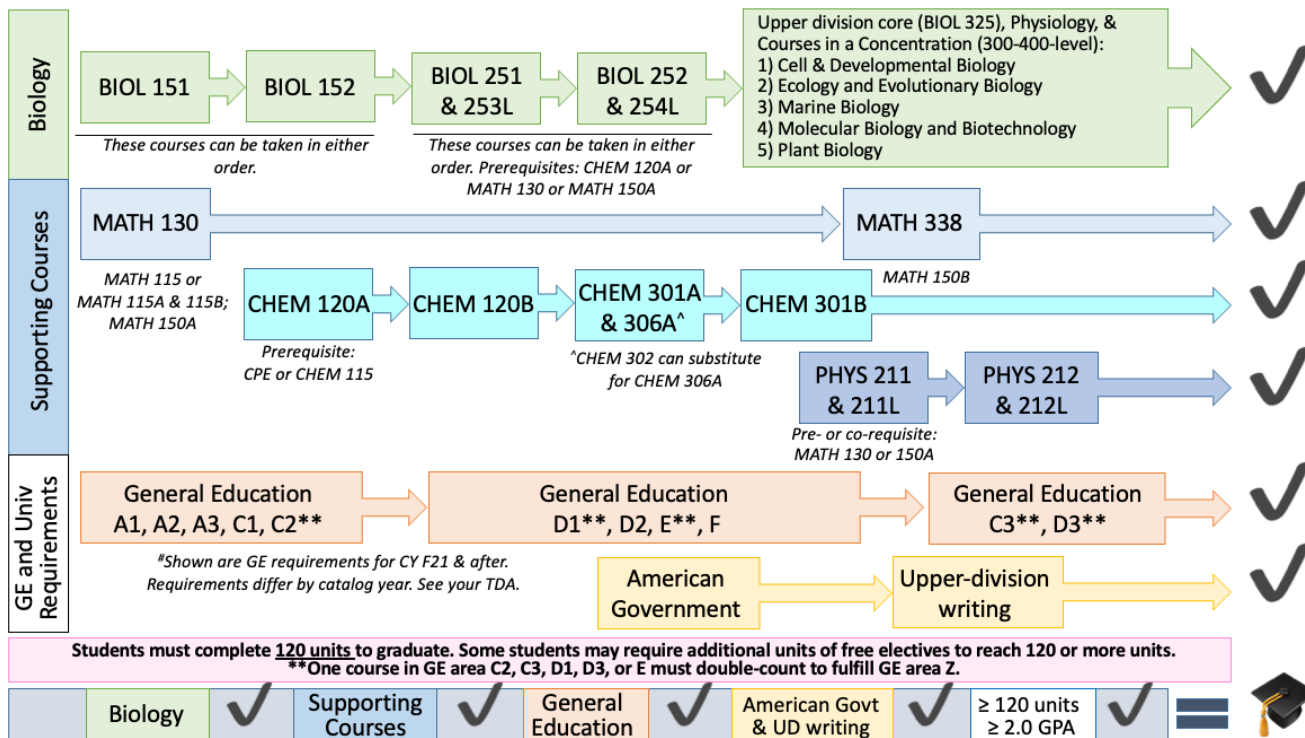 Biology
BIOL 151
BIOL 152
These courses can be taken in either
order.
BIOL 251
& 253L
BIOL 252
& 254L
These courses can be taken in either
order. Prerequisites: CHEM 120A or
MATH 130 or MATH 150A
Upper division core (BIOL 325), Physiology, &
Courses in a Concentration (300-400-level):
1) Cell & Developmental Biology
2) Ecology and Evolutionary Biology
3) Marine Biology
4) Molecular Biology and Biotechnology
5) Plant Biology
Supporting Courses
MATH 130
MATH 115 or
MATH 115A & 115B;
MATH 150A
MATH 338
MATH 150B
CHEM 120A
Prerequisite:
CPE or CHEM 115
CHEM 120B
CHEM 301A
& 306A^
^CHEM 302 can substitute
for CHEM 306A
CHEM 301B
PHYS 211
& 211L
Pre- or co-requisite:
MATH 130 or 150A
PHYS 212
& 212L
GE and Univ
Requirements
General Education
A1, A2, A3, C1, C2**
General Education
D1**, D2, E**, F
General Education
C3**, D3**
#Shown are GE requirements for CY F21 & after.
Requirements differ by catalog year. See your TDA.
American
Government
Upper-division
writing
Students must complete 120 units to graduate. Some students may require additional units of free electives to reach 120 or more units.
**One course in GE area C2, C3, D1, D3, or E must double-count to fulfill GE area Z.
Biology
Supporting
Courses
General
Education
American Govt
& UD writing
≥ 120 units
≥ 2.0 GPA